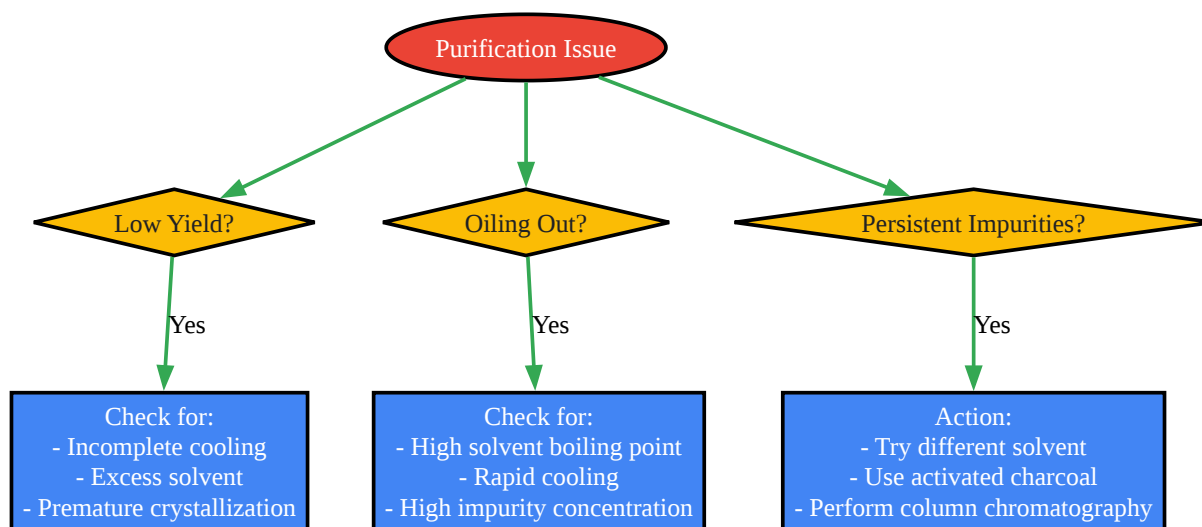 Purification Issue
Low Yield?
Oiling Out?
Persistent Impurities?
Yes
Yes
Yes
Check for:
- Incomplete cooling
- Excess solvent
- Premature crystallization
Check for:
- High solvent boiling point
- Rapid cooling
- High impurity concentration
Action:
- Try different solvent
- Use activated charcoal
- Perform column chromatography